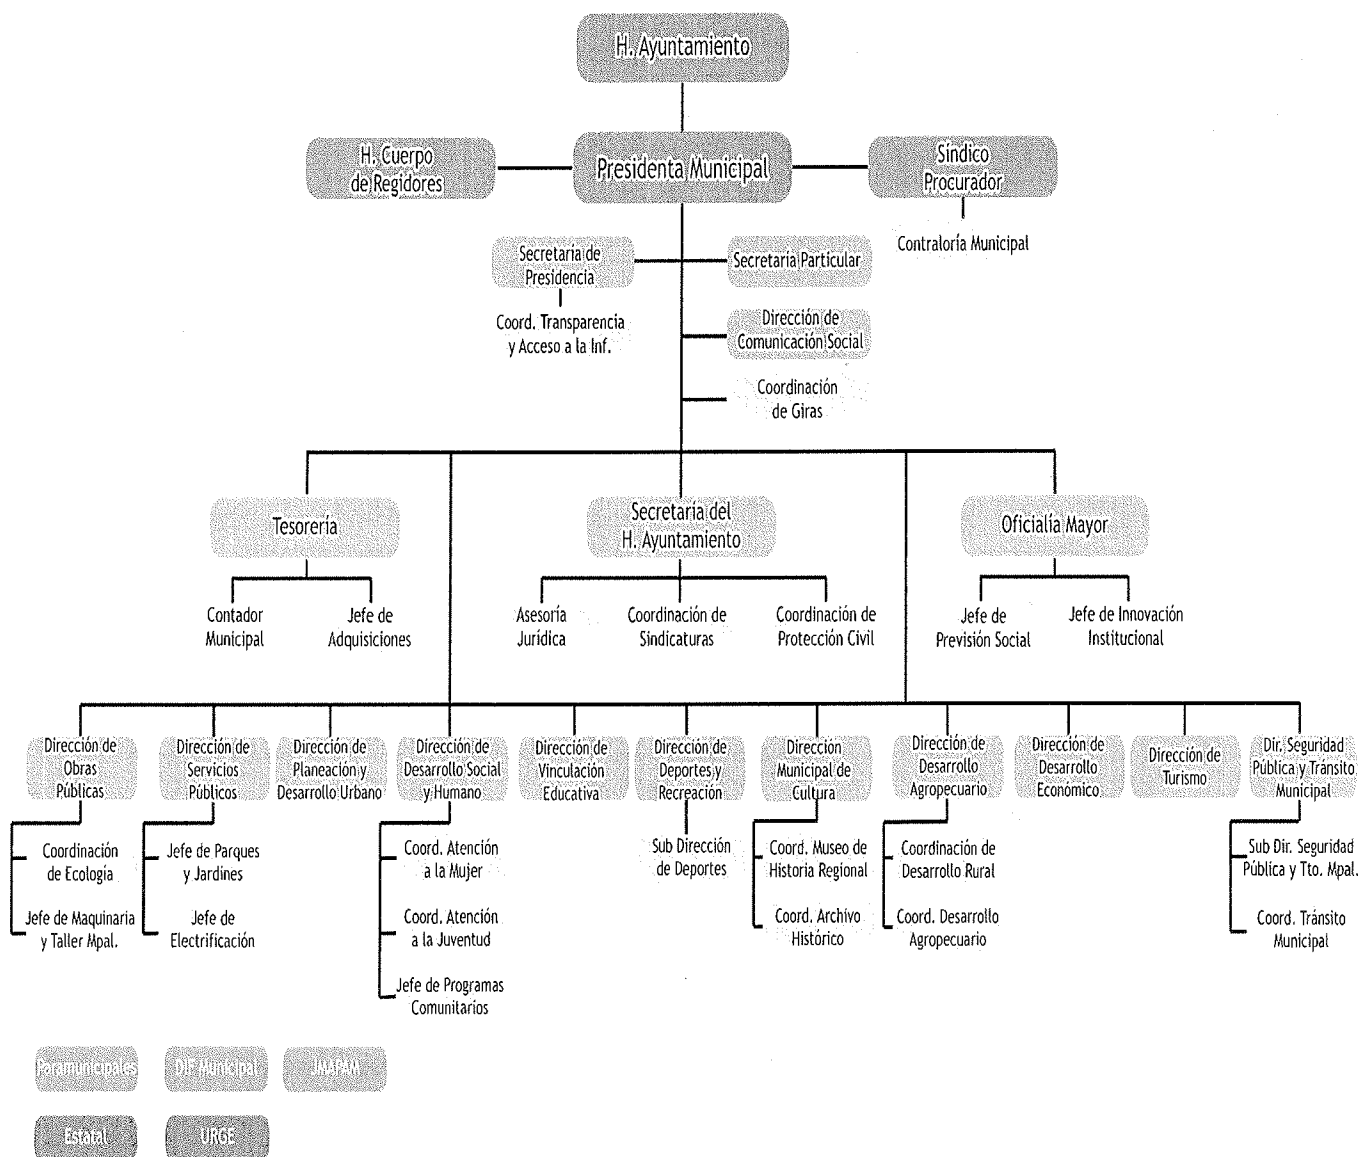 H. Ayuntamiento
H. Cuerpo
de Regidores
Presidenta Municipal
Síndico
Procurador
Contraloría Municipal
Secretaría de
Presidencia
Secretaría Particular
Coord. Transparencia
y Acceso a la Inf.
Dirección de
Comunicación Social
Coordinación
de Giras
Tesorería
Secretaría del
H. Ayuntamiento
Oficialía Mayor
Contador
Municipal
Jefe de
Adquisiciones
Asesoría
Jurídica
Coordinación de
Sindicaturas
Coordinación de
Protección Civil
Jefe de
Previsión Social
Jefe de Innovación
Institucional
Dirección de
Obras
Públicas
Dirección de
Servicios
Públicos
Dirección de
Planeación y
Desarrollo Urbano
Dirección de
Desarrollo Social
y Humano
Dirección de
Vinculación
Educativa
Dirección de
Deportes y
Recreación
Dirección
Municipal de
Cultura
Dirección de
Desarrollo
Agropecuario
Dirección de
Desarrollo
Económico
Dirección de
Turismo
Dir. Seguridad
Pública y Tránsito
Municipal
Coordinación
de Ecología
Jefe de Maquinaria
y Taller Mpal.
Jefe de Parques
y Jardines
Jefe de
Electrificación
Coord. Atención
a la Mujer
Coord. Atención
a la Juventud
Jefe de Programas
Comunitarios
Sub Dirección
de Deportes
Coord. Museo de
Historia Regional
Coord. Archivo
Histórico
Coordinación de
Desarrollo Rural
Coord. Desarrollo
Agropecuario
Sub Dir. Seguridad
Pública y Tto. Mpal.
Coord. Tránsito
Municipal
Paramunicipales
DIF Municipal
JMAPAM
Estatal
URGE